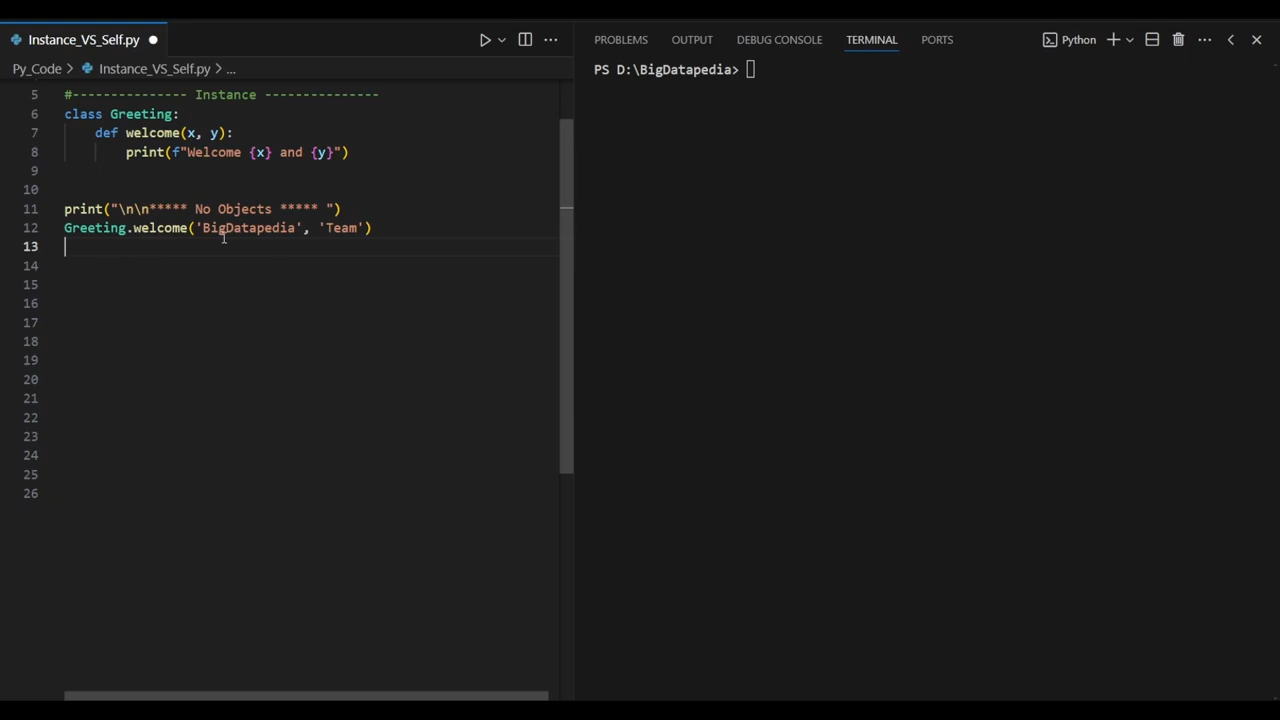 Instance_VS_Self.py
Py_Code > Instance_VS_Self.py > ...
5 #--------------- Instance ---------------
6 class Greeting:
7     def welcome(x, y):
8         print(f"Welcome {x} and {y}")
9
10
11 print("\n\n***** No Objects ***** ")
12 Greeting.welcome('BigDatapedia', 'Team')
13
14
15
16
17
18
19
20
21
22
23
24
25
26
PROBLEMS OUTPUT DEBUG CONSOLE TERMINAL PORTS Python
PS D:\BigDatapedia>